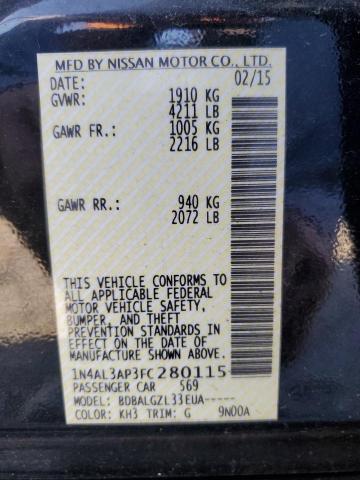 MFD BY NISSAN MOTOR CO., LTD.
DATE: 02/15
GVWR: 1910 KG
4211 LB
GAWR FR.: 1005 KG
2216 LB
GAWR RR.: 940 KG
2072 LB
THIS VEHICLE CONFORMS TO
ALL APPLICABLE FEDERAL
MOTOR VEHICLE SAFETY,
BUMPER, AND THEFT
PREVENTION STANDARDS
IN EFFECT ON THE DATE OF
MANUFACTURE SHOWN ABOVE.
1N4AL3AP3FC280115
PASSENGER CAR 569
MODEL: BDBALGZL33EUA-----
COLOR: KH3 TRIM: G 9N00A